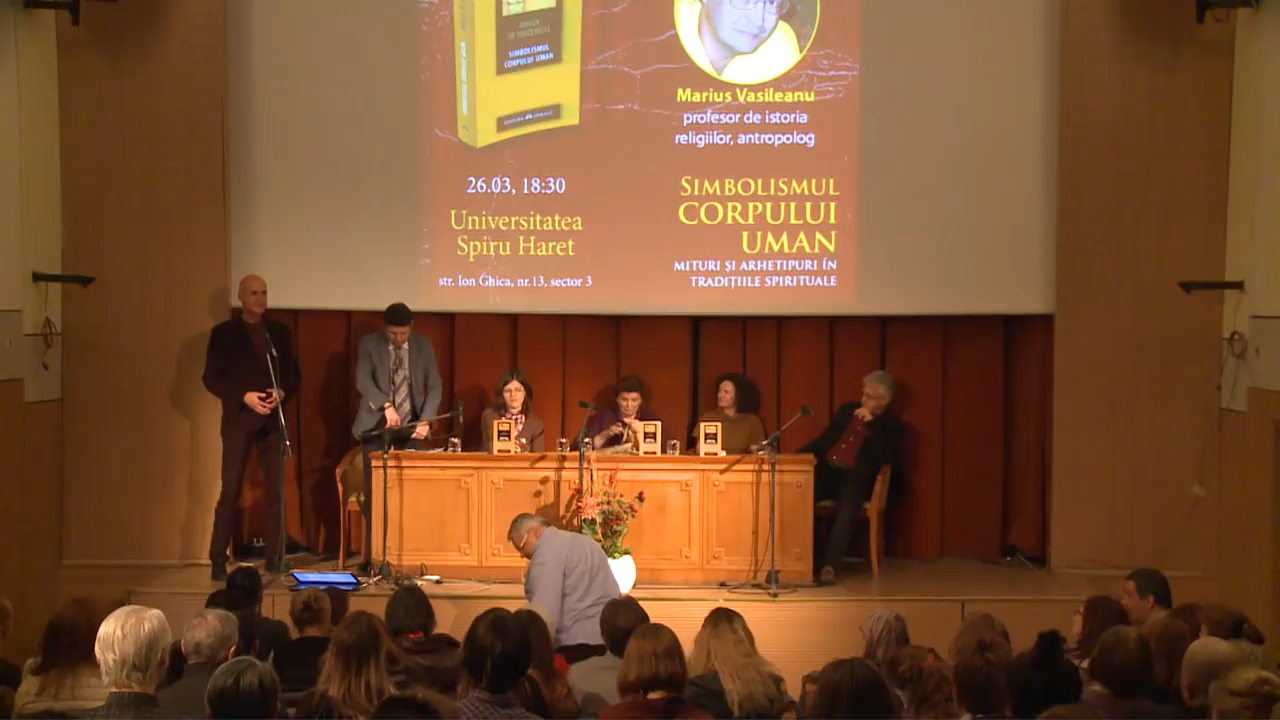 SIMBOLISMUL
CORPULUI UMAN
Marius Vasileanu
profesor de istoria
religiilor, antropolog
26.03, 18:30
Universitatea
Spiru Haret
str. Ion Ghica, nr.13, sector 3
SIMBOLISMUL
CORPULUI
UMAN
MITURI ȘI ARHETIPURI ÎN
TRADIȚIILE SPIRITUALE